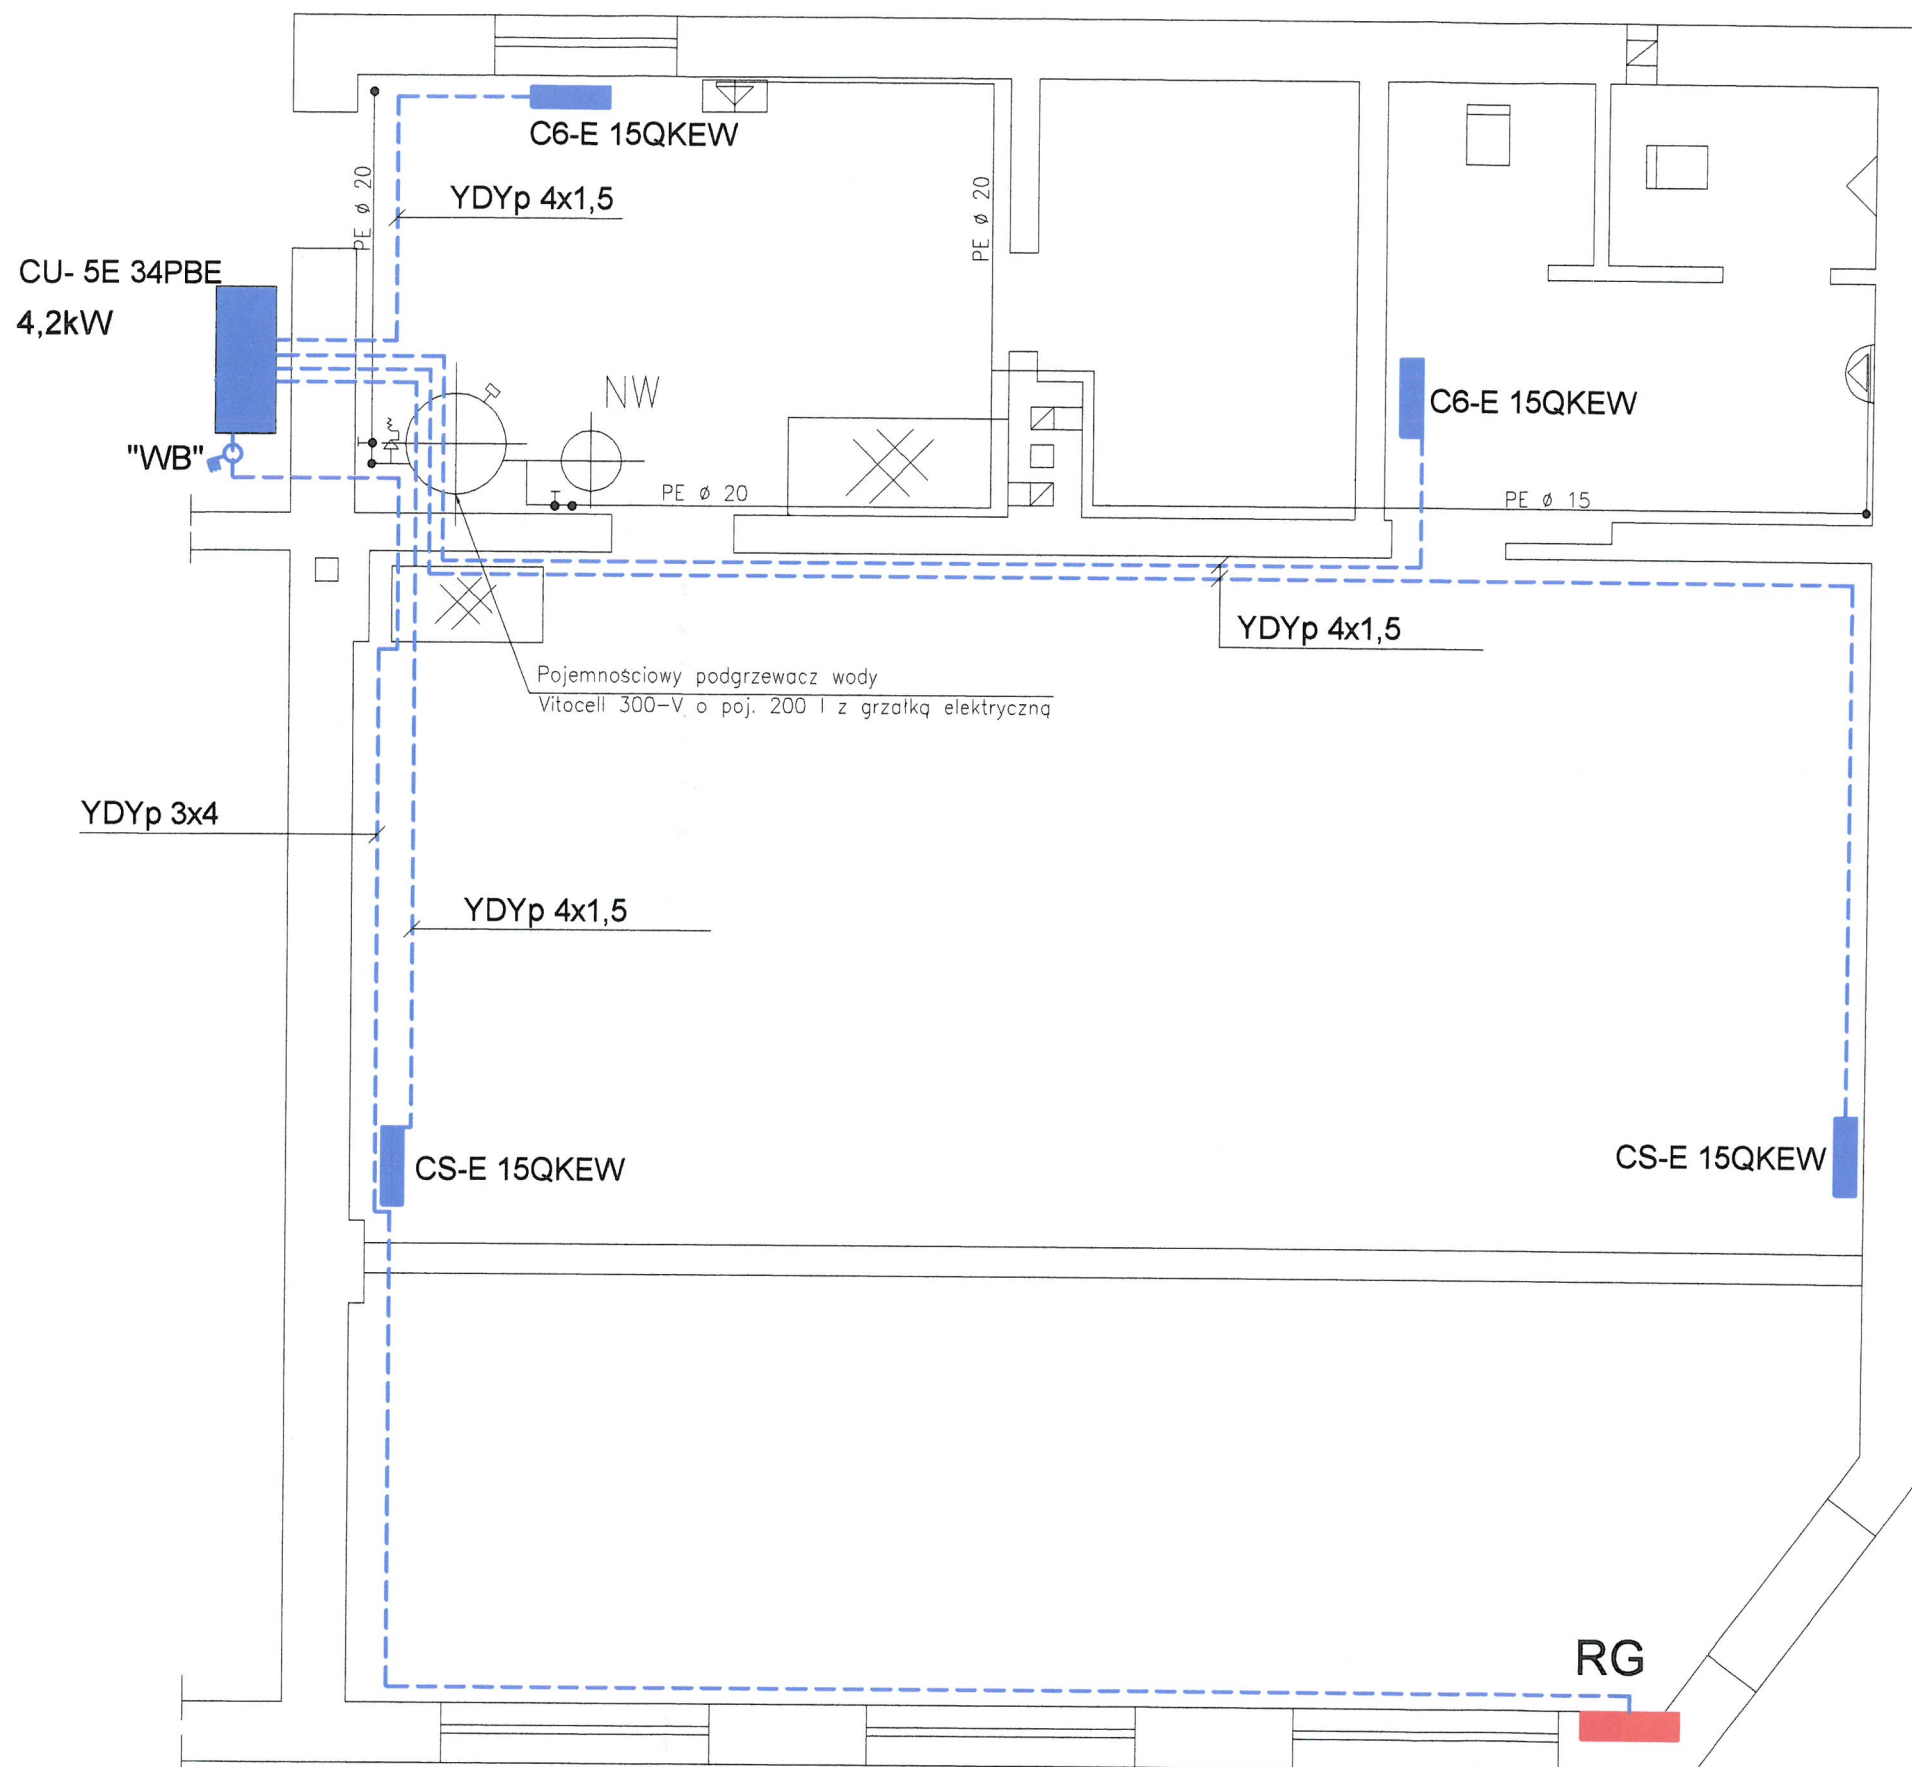 C6-E 15QKEW
YDYp 4x1,5
PE ø 20
PE ø 20
CU- 5E 34PBE
4,2kW
NW
C6-E 15QKEW
"WB"
PE ø 20
PE ø 15
YDYp 4x1,5
Pojemnościowy podgrzewacz wody
Vitocell 300-V o poj. 200 l z grzałką elektryczną
YDYp 3x4
YDYp 4x1,5
CS-E 15QKEW
CS-E 15QKEW
RG